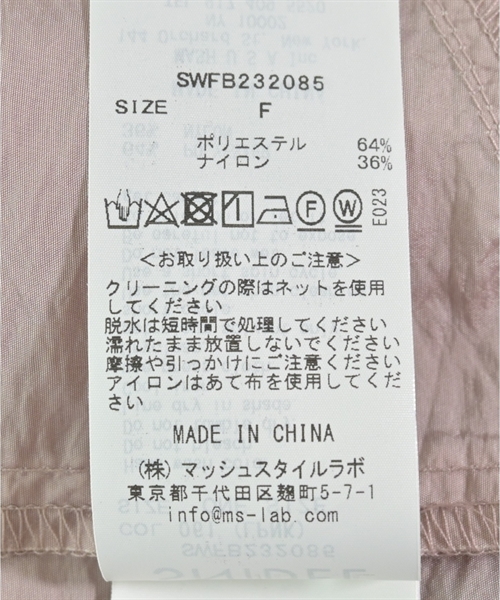 SWFB232085
SIZE F
ポリエステル 64%
ナイロン 36%
F W E023
<お取り扱い上のご注意>
クリーニングの際はネットを使用
してください
脱水は短時間で処理してください
濡れたまま放置しないでください
摩擦や引っかけにご注意ください
アイロンはあて布を使用してくださ
い
MADE IN CHINA
(株)マッシュスタイルラボ
東京都千代田区麹町5-7-1
info@ms-lab.com